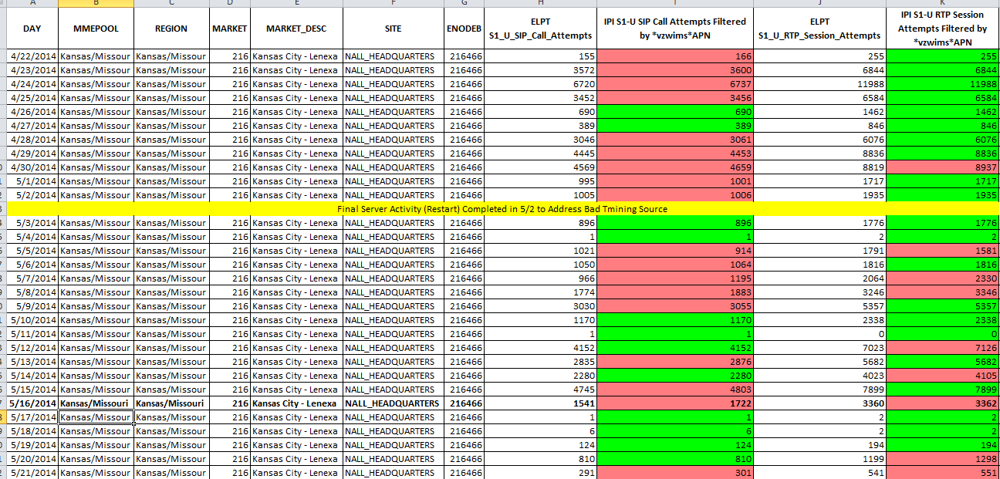 A B C D E F G H I J K
DAY MMEPOOL REGION MARKET MARKET_DESC SITE ENODEB ELPT S1_U_SIP_Call_Attempts IPI S1-U SIP Call Attempts Filtered by *vzwims*APN ELPT S1_U_RTP_Session_Attempts IPI S1-U RTP Session Attempts Filtered by *vzwims*APN
4/22/2014 Kansas/Missour Kansas/Missour 216 Kansas City - Lenexa NALL_HEADQUARTERS 216466 155 166 255 255
4/23/2014 Kansas/Missour Kansas/Missour 216 Kansas City - Lenexa NALL_HEADQUARTERS 216466 3572 3600 6844 6844
4/24/2014 Kansas/Missour Kansas/Missour 216 Kansas City - Lenexa NALL_HEADQUARTERS 216466 6720 6737 11988 11988
4/25/2014 Kansas/Missour Kansas/Missour 216 Kansas City - Lenexa NALL_HEADQUARTERS 216466 3452 3456 6584 6584
4/26/2014 Kansas/Missour Kansas/Missour 216 Kansas City - Lenexa NALL_HEADQUARTERS 216466 690 690 1462 1462
4/27/2014 Kansas/Missour Kansas/Missour 216 Kansas City - Lenexa NALL_HEADQUARTERS 216466 389 389 846 846
4/28/2014 Kansas/Missour Kansas/Missour 216 Kansas City - Lenexa NALL_HEADQUARTERS 216466 3046 3061 6076 6076
4/29/2014 Kansas/Missour Kansas/Missour 216 Kansas City - Lenexa NALL_HEADQUARTERS 216466 4445 4453 8836 8836
4/30/2014 Kansas/Missour Kansas/Missour 216 Kansas City - Lenexa NALL_HEADQUARTERS 216466 4569 4659 8819 8937
5/1/2014 Kansas/Missour Kansas/Missour 216 Kansas City - Lenexa NALL_HEADQUARTERS 216466 995 1001 1717 1717
5/2/2014 Kansas/Missour Kansas/Missour 216 Kansas City - Lenexa NALL_HEADQUARTERS 216466 1005 1006 1935 1935
Final Server Activity (Restart) Completed in 5/2 to Address Bad Tmining Source
5/3/2014 Kansas/Missour Kansas/Missour 216 Kansas City - Lenexa NALL_HEADQUARTERS 216466 896 896 1776 1776
5/4/2014 Kansas/Missour Kansas/Missour 216 Kansas City - Lenexa NALL_HEADQUARTERS 216466 1 1 2 2
5/5/2014 Kansas/Missour Kansas/Missour 216 Kansas City - Lenexa NALL_HEADQUARTERS 216466 1021 914 1791 1581
5/6/2014 Kansas/Missour Kansas/Missour 216 Kansas City - Lenexa NALL_HEADQUARTERS 216466 1050 1064 1816 1816
5/7/2014 Kansas/Missour Kansas/Missour 216 Kansas City - Lenexa NALL_HEADQUARTERS 216466 966 1195 2064 2330
5/8/2014 Kansas/Missour Kansas/Missour 216 Kansas City - Lenexa NALL_HEADQUARTERS 216466 1774 1883 3246 3346
5/9/2014 Kansas/Missour Kansas/Missour 216 Kansas City - Lenexa NALL_HEADQUARTERS 216466 3030 3055 5357 5357
5/10/2014 Kansas/Missour Kansas/Missour 216 Kansas City - Lenexa NALL_HEADQUARTERS 216466 1170 1170 2338 2338
5/11/2014 Kansas/Missour Kansas/Missour 216 Kansas City - Lenexa NALL_HEADQUARTERS 216466 1 1 0 0
5/12/2014 Kansas/Missour Kansas/Missour 216 Kansas City - Lenexa NALL_HEADQUARTERS 216466 4152 4152 7023 7126
5/13/2014 Kansas/Missour Kansas/Missour 216 Kansas City - Lenexa NALL_HEADQUARTERS 216466 2835 2876 5682 5682
5/14/2014 Kansas/Missour Kansas/Missour 216 Kansas City - Lenexa NALL_HEADQUARTERS 216466 2280 2280 4023 4105
5/15/2014 Kansas/Missour Kansas/Missour 216 Kansas City - Lenexa NALL_HEADQUARTERS 216466 4745 4803 7899 7899
5/16/2014 Kansas/Missouri Kansas/Missouri 216 Kansas City - Lenexa NALL_HEADQUARTERS 216466 1541 1722 3360 3362
5/17/2014 Kansas/Missour Kansas/Missour 216 Kansas City - Lenexa NALL_HEADQUARTERS 216466 1 1 2 2
5/18/2014 Kansas/Missour Kansas/Missour 216 Kansas City - Lenexa NALL_HEADQUARTERS 216466 6 6 2 2
5/19/2014 Kansas/Missour Kansas/Missour 216 Kansas City - Lenexa NALL_HEADQUARTERS 216466 124 124 194 194
5/20/2014 Kansas/Missour Kansas/Missour 216 Kansas City - Lenexa NALL_HEADQUARTERS 216466 810 810 1199 1298
5/21/2014 Kansas/Missour Kansas/Missour 216 Kansas City - Lenexa NALL_HEADQUARTERS 216466 291 301 541 551